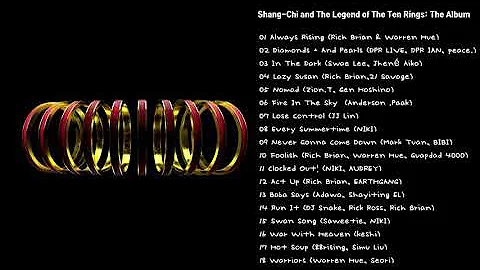 Shang-Chi and The Legend of The Ten Rings: The Album
01 Always Rising (Rich Brian & Warren Hue)
02 Diamonds + And Pearls (DPR LIVE, DPR IAN, peace.)
03 In The Dark (Swae Lee, Jhené Aiko)
04 Lazy Susan (Rich Brian,21 Savage)
05 Nomad (Zion.T, Gen Hoshino)
06 Fire In The Sky (Anderson .Paak)
07 Lose Control (JJ Lin)
08 Every Summertime (NIKI)
09 Never Gonna Come Down (Mark Tuan, BIBI)
10 Foolish (Rich Brian, Warren Hue, Guapdad 4000)
11 Clocked Out! (NIKI, AUDREY)
12 Act Up (Rich Brian, EARTHGANG)
13 Baba Says (Adawa, Shayiting EL)
14 Run It (DJ Snake, Rick Ross, Rich Brian)
15 Swan Song (Saweetie, NIKI)
16 War With Heaven (keshi)
17 Hot Soup (88rising, Simu Liu)
18 Warriors (Warren Hue, Seori)